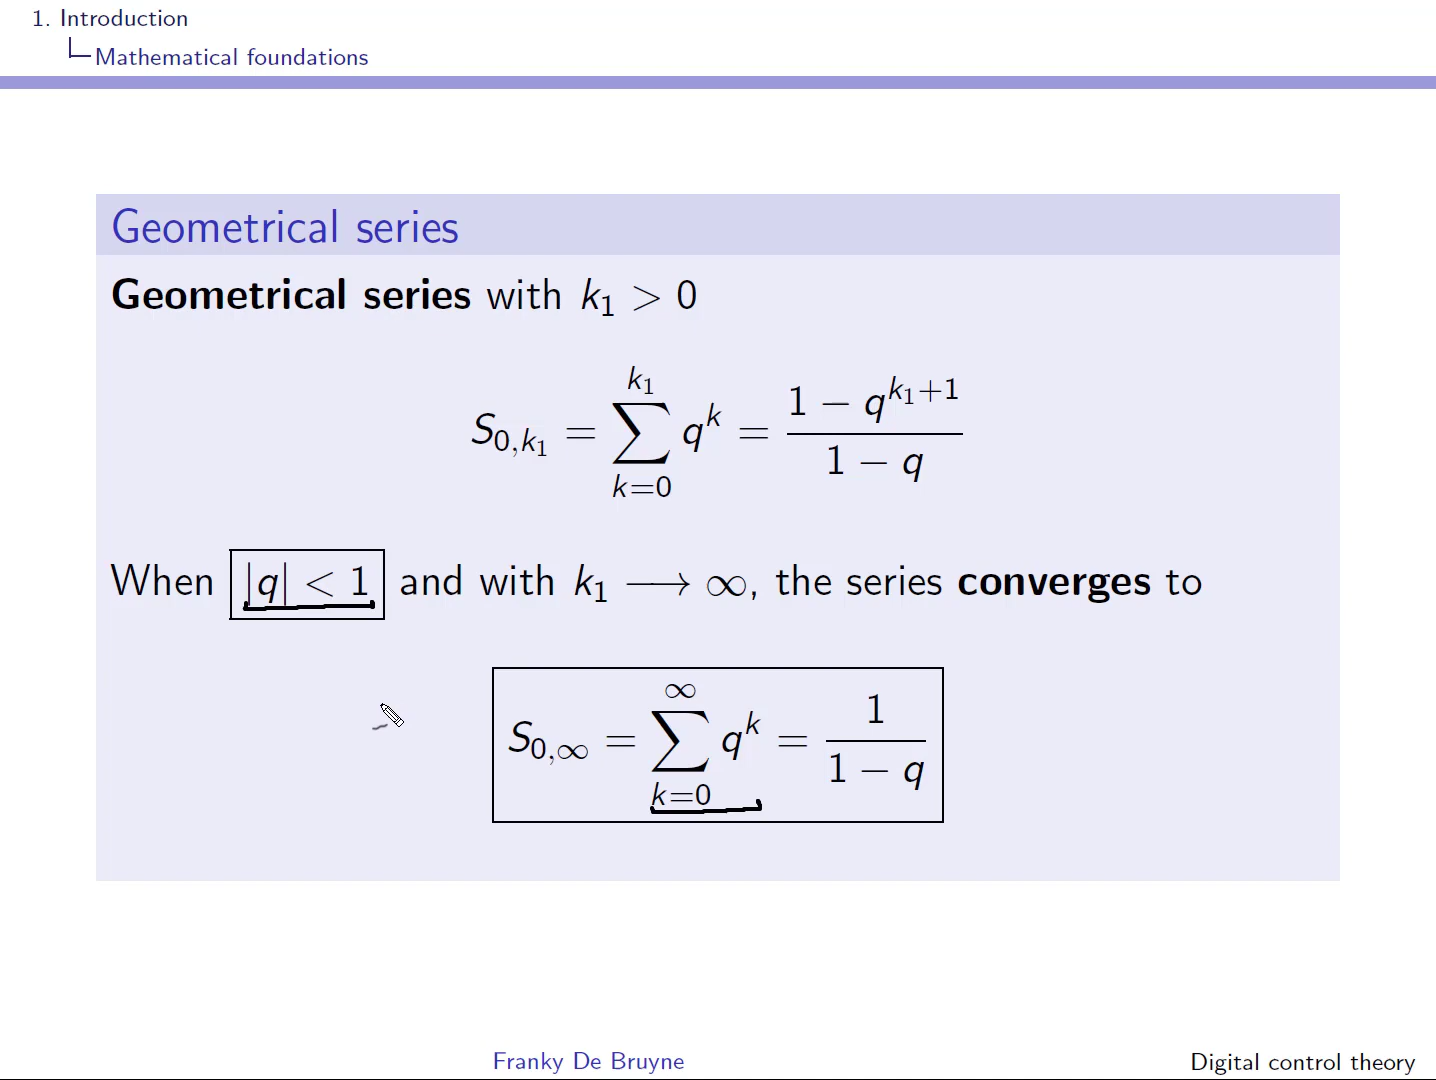 1. Introduction
Mathematical foundations
Geometrical series
Geometrical series with k₁ > 0
S₀,ₖ₁ = ∑_{k=0}^{k₁} q^k = (1 − q^{k₁+1}) / (1 − q)
When |q| < 1 and with k₁ ⟶ ∞, the series converges to
S₀,∞ = ∑_{k=0}^{∞} q^k = 1 / (1 − q)
Franky De Bruyne
Digital control theory